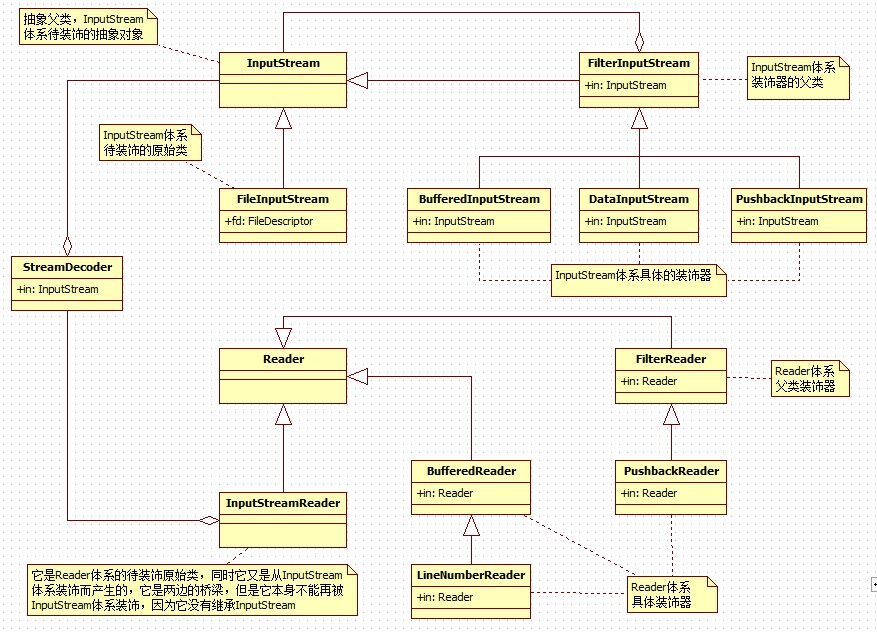 抽象父类，InputStream
体系待装饰的抽象对象
InputStream
FilterInputStream
+in: InputStream
InputStream体系
装饰器的父类
InputStream体系
待装饰的原始类
FileInputStream
+fd: FileDescriptor
BufferedInputStream
+in: InputStream
DataInputStream
+in: InputStream
PushbackInputStream
+in: InputStream
StreamDecoder
+in: InputStream
InputStream体系具体的装饰器
Reader
FilterReader
+in: Reader
Reader体系
父类装饰器
BufferedReader
+in: Reader
PushbackReader
+in: Reader
InputStreamReader
LineNumberReader
+in: Reader
它是Reader体系的待装饰原始类，同时它又是从InputStream
体系装饰而产生的，它是两边的桥梁，但是它本身不能再被
InputStream体系装饰，因为它没有继承InputStream
Reader体系
具体装饰器